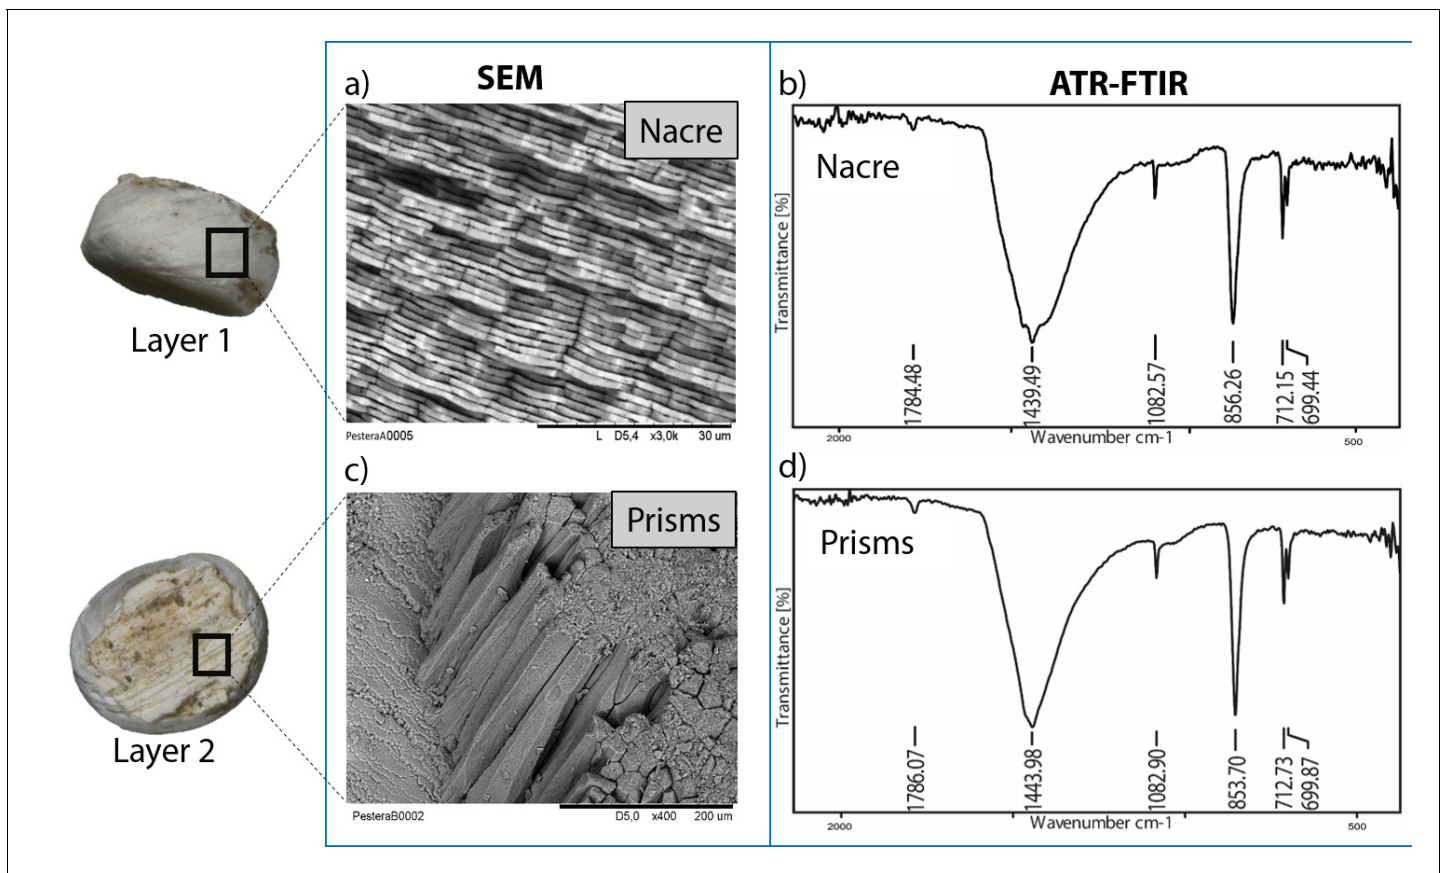 SEM
ATR-FTIR
a)
Nacre
PesteraA0005
L D5,4 x3,0k 30 um
b)
Nacre
Transmittance [%]
1784.48
1439.49
1082.57
856.26
712.15
699.44
2000
Wavenumber cm-1
500
Layer 1
c)
Prisms
PesteraB0002
D5,0 x400 200 um
d)
Prisms
Transmittance [%]
1786.07
1443.98
1082.90
853.70
712.73
699.87
2000
Wavenumber cm-1
500
Layer 2